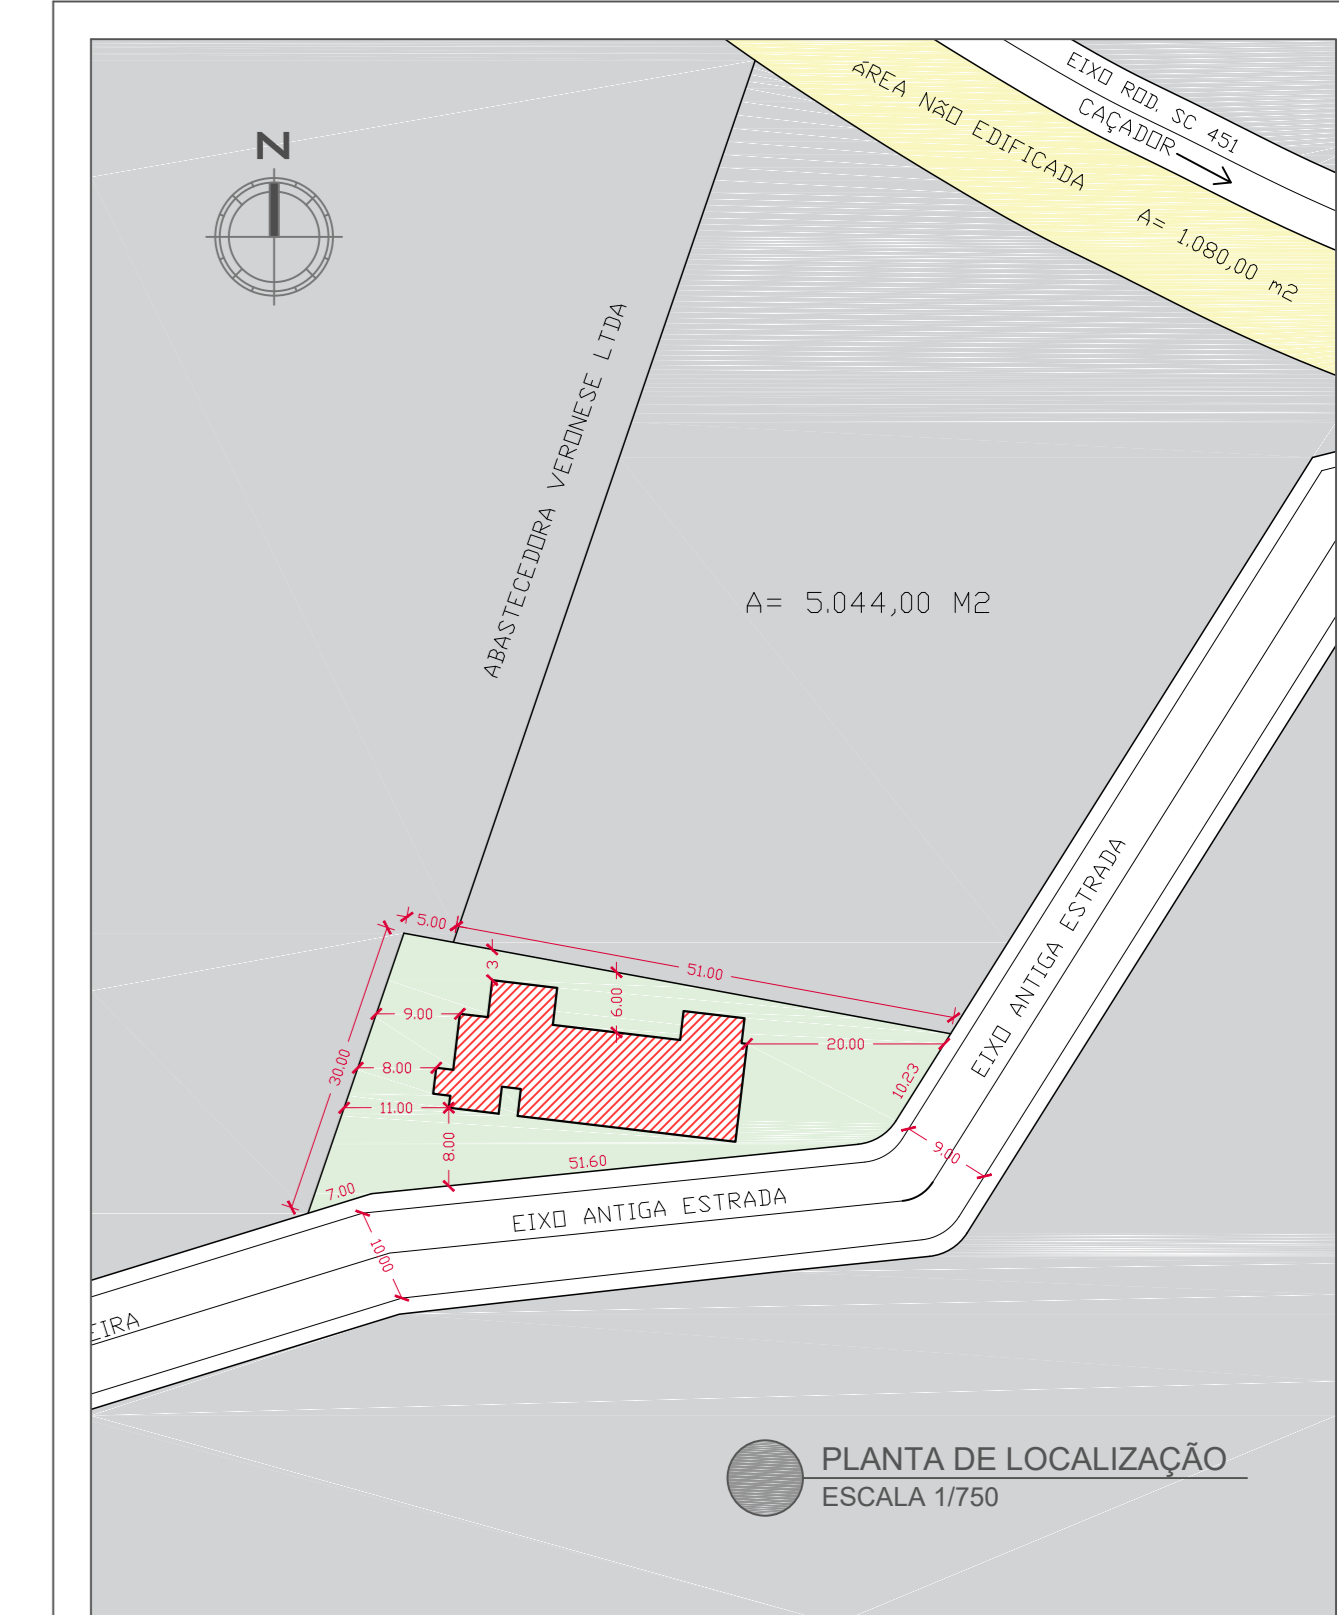 N
EIXO ROD. SC 451
CAÇADOR
ÁREA NÃO EDIFICADA
A= 1.080,00 m2
ABASTECEDORA VERONESE LTDA
A= 5.044,00 M2
EIXO ANTIGA ESTRADA
5.00
51.00
3
6.00
9.00
20.00
30.00
8.00
10.23
11.00
8.00
9.00
51.60
7.00
EIXO ANTIGA ESTRADA
10.00
EIRA
PLANTA DE LOCALIZAÇÃO
ESCALA 1/750